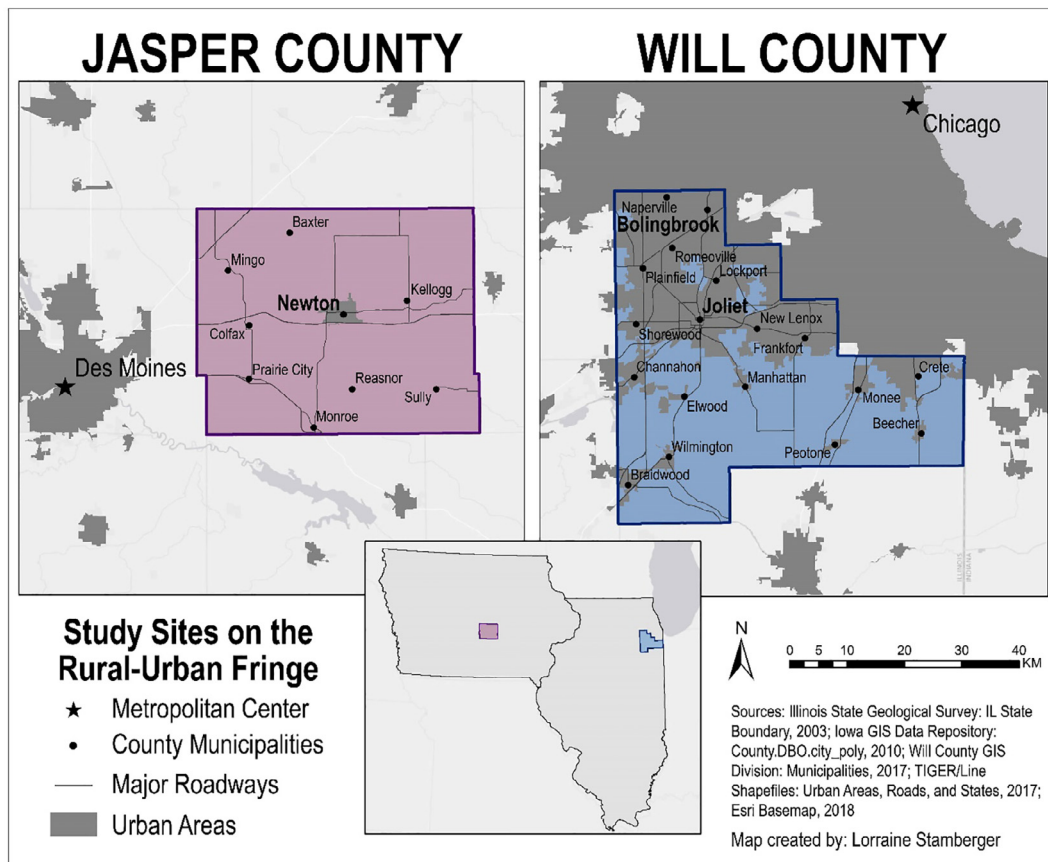 JASPER COUNTY
WILL COUNTY
Baxter
Mingo
Kellogg
Newton
Colfax
Des Moines
Prairie City
Reasnor
Sully
Monroe
Chicago
Naperville
Bolingbrook
Romeoville
Plainfield
Lockport
Joliet
New Lenox
Shorewood
Frankfort
Channahon
Manhattan
Crete
Elwood
Monee
Beecher
Wilmington
Peotone
Braidwood
ILLINOIS
INDIANA
Study Sites on the
Rural-Urban Fringe
Metropolitan Center
County Municipalities
Major Roadways
Urban Areas
N
0 5 10 20 30 40
KM
Sources: Illinois State Geological Survey: IL State
Boundary, 2003; Iowa GIS Data Repository:
County.DBO.city_poly, 2010; Will County GIS
Division: Municipalities, 2017; TIGER/Line
Shapefiles: Urban Areas, Roads, and States, 2017;
Esri Basemap, 2018
Map created by: Lorraine Stamberger